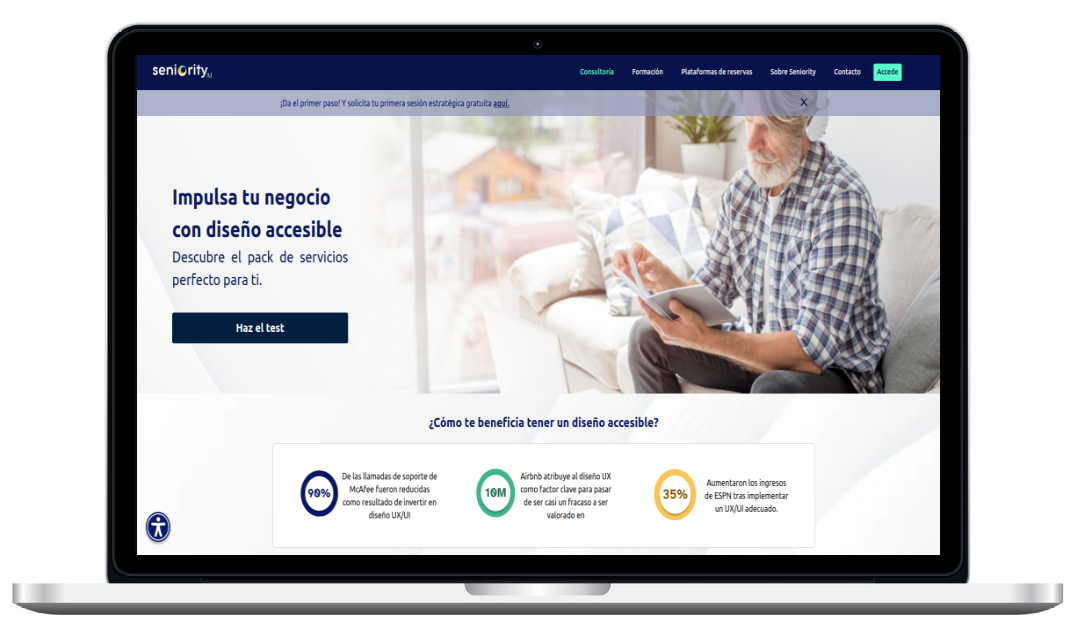 seniority AI
Consultoría
Formación
Plataformas de reservas
Sobre Seniority
Contacto
Accede
¡Da el primer paso! Y solicita tu primera sesión estratégica gratuita aquí.
X
Impulsa tu negocio
con diseño accesible
Descubre el pack de servicios
perfecto para ti.
Haz el test
¿Cómo te beneficia tener un diseño accesible?
90%
De las llamadas de soporte de
McAfee fueron reducidas
como resultado de invertir en
diseño UX/UI
10M
Airbnb atribuye al diseño UX
como factor clave para pasar
de ser casi un fracaso a ser
valorado en
35%
Aumentaron los ingresos
de ESPN tras implementar
un UX/UI adecuado.